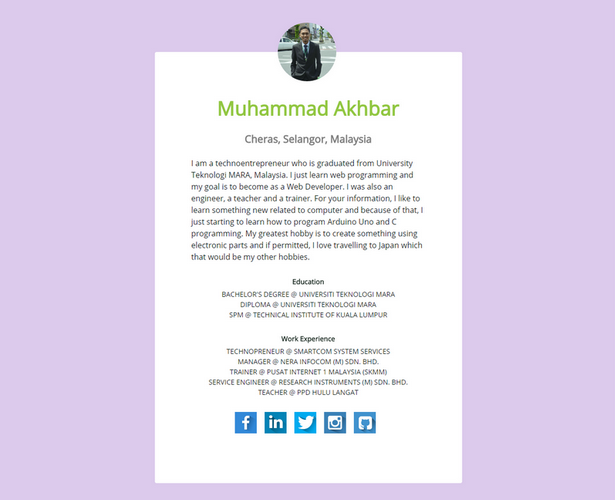 Muhammad Akhbar
Cheras, Selangor, Malaysia
I am a technoentrepreneur who is graduated from University
Teknologi MARA, Malaysia. I just learn web programming and
my goal is to become as a Web Developer. I was also an
engineer, a teacher and a trainer. For your information, I like to
learn something new related to computer and because of that, I
just starting to learn how to program Arduino Uno and C
programming. My greatest hobby is to create something using
electronic parts and if permitted, I love travelling to Japan which
that would be my other hobbies.
Education
BACHELOR'S DEGREE @ UNIVERSITI TEKNOLOGI MARA
DIPLOMA @ UNIVERSITI TEKNOLOGI MARA
SPM @ TECHNICAL INSTITUTE OF KUALA LUMPUR
Work Experience
TECHNOPRENEUR @ SMARTCOM SYSTEM SERVICES
MANAGER @ NERA INFOCOM (M) SDN. BHD.
TRAINER @ PUSAT INTERNET 1 MALAYSIA (SKMM)
SERVICE ENGINEER @ RESEARCH INSTRUMENTS (M) SDN. BHD.
TEACHER @ PPD HULU LANGAT
f in